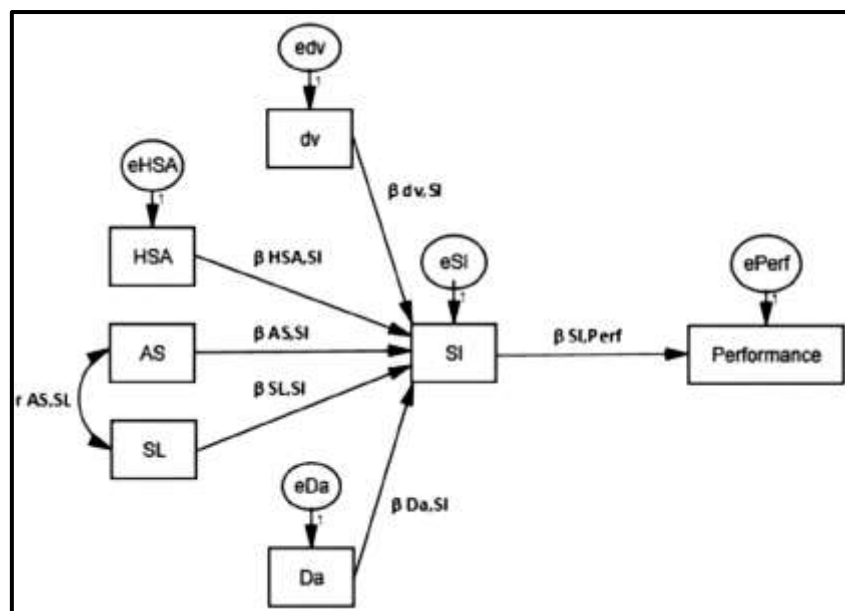 edv
1
dv
eHSA
1
HSA
β dv,SI
β HSA,SI
eSI
1
ePerf
1
AS
β AS,SI
SI
β SI,Perf
Performance
β SL,SI
r AS,SL
SL
eDa
1
β Da,SI
Da